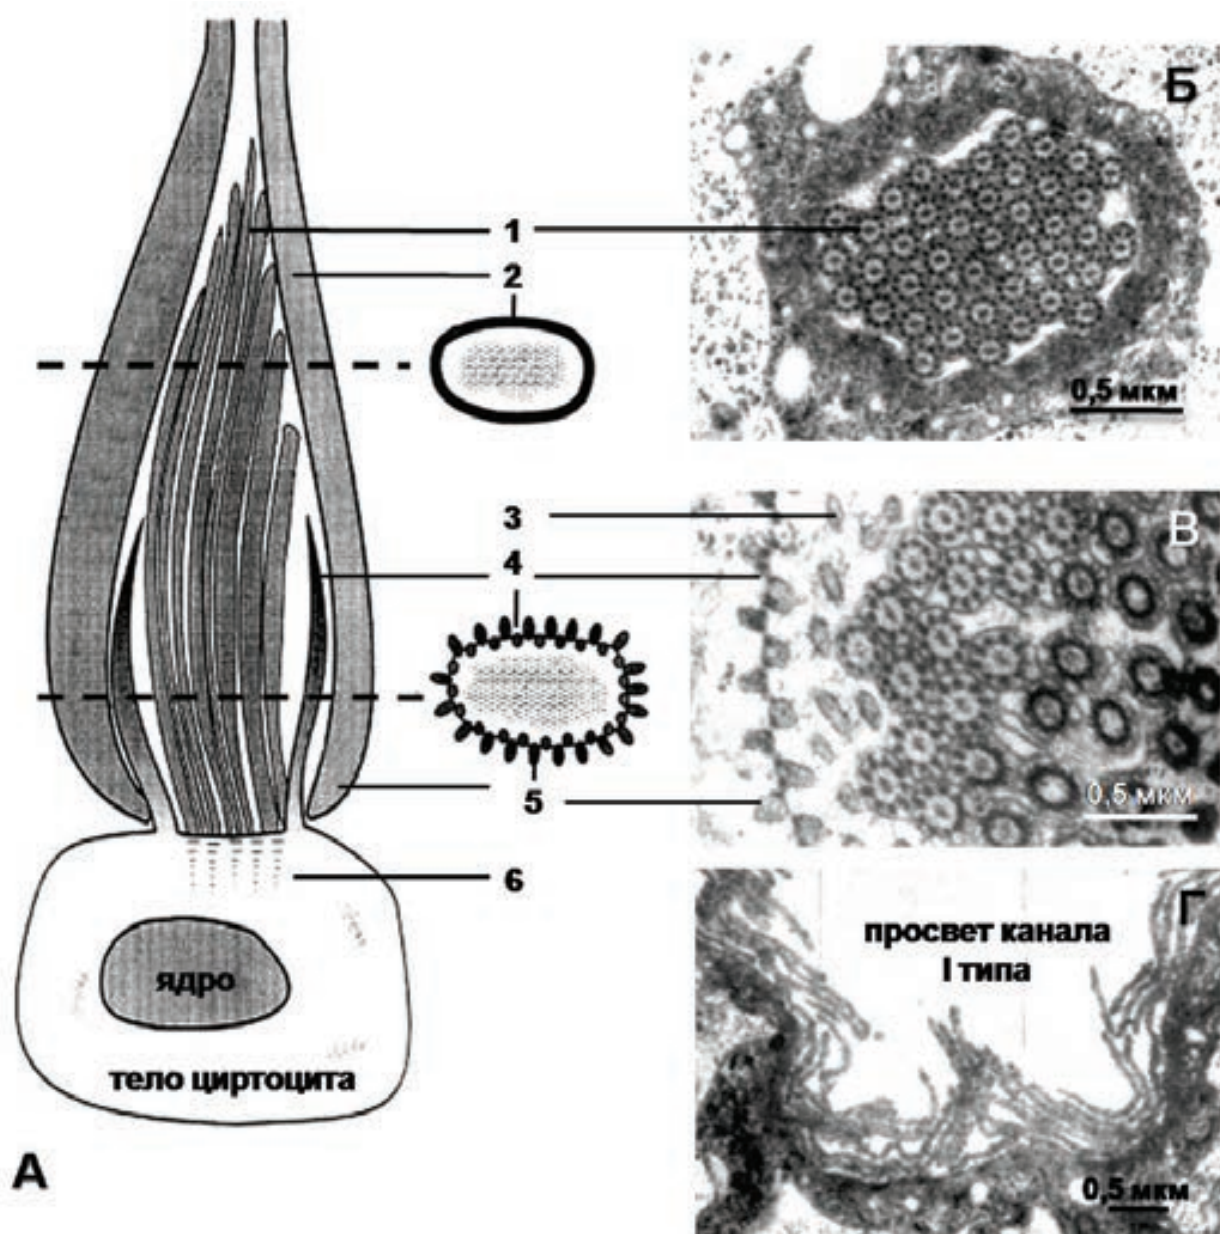 Б
1
0,5 мкм
2
3
В
4
0,5 мкм
5
6
Г
просвет канала
I типа
ядро
тело циртоцита
0,5 мкм
А